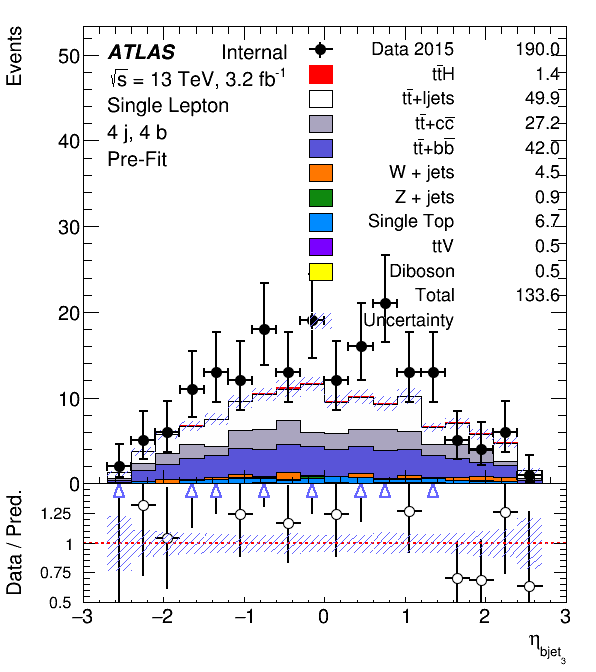 Events
50
40
30
20
10
0
ATLAS Internal
√s = 13 TeV, 3.2 fb⁻¹
Single Lepton
4 j, 4 b
Pre-Fit
Data 2015 190.0
tt̄H 1.4
tt̄+ljets 49.9
tt̄+cc̄ 27.2
tt̄+bb̄ 42.0
W + jets 4.5
Z + jets 0.9
Single Top 6.7
ttV 0.5
Diboson 0.5
Total 133.6
Uncertainty
Data / Pred.
1.25
1
0.75
0.5
−3 −2 −1 0 1 2 3
η_bjet_3